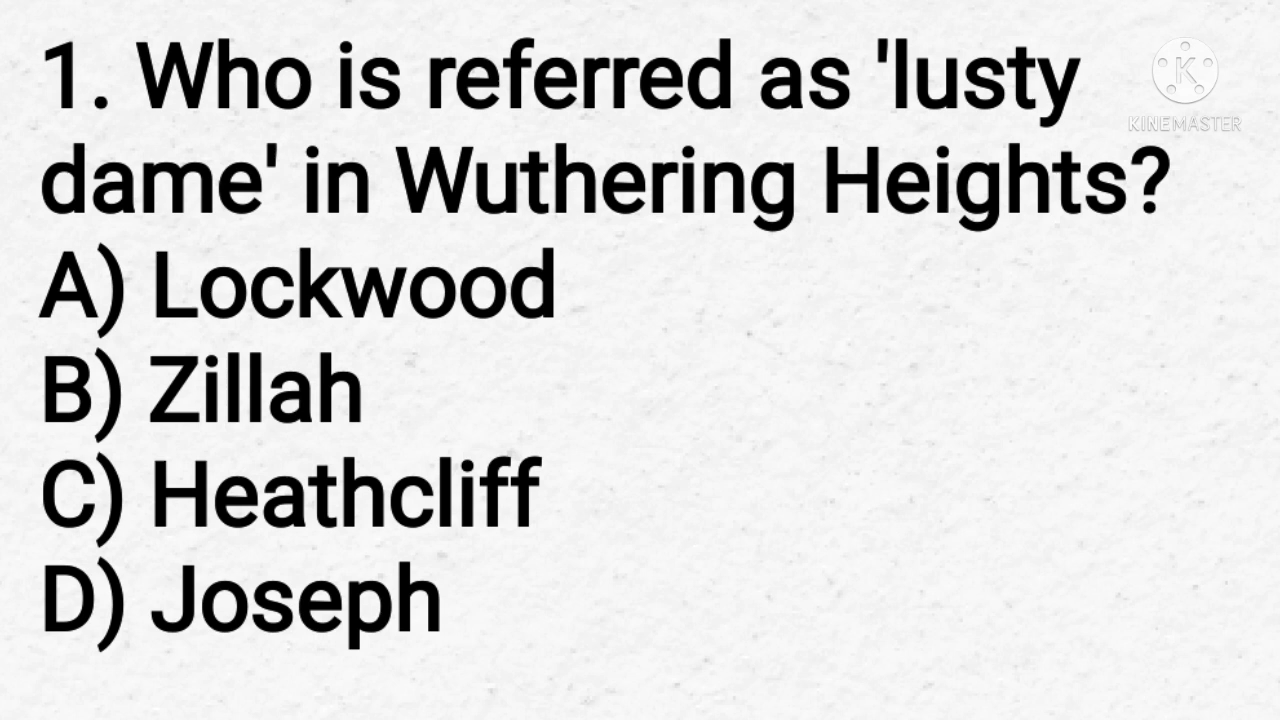 1. Who is referred as 'lusty
dame' in Wuthering Heights?
A) Lockwood
B) Zillah
C) Heathcliff
D) Joseph
K
KINEMASTER